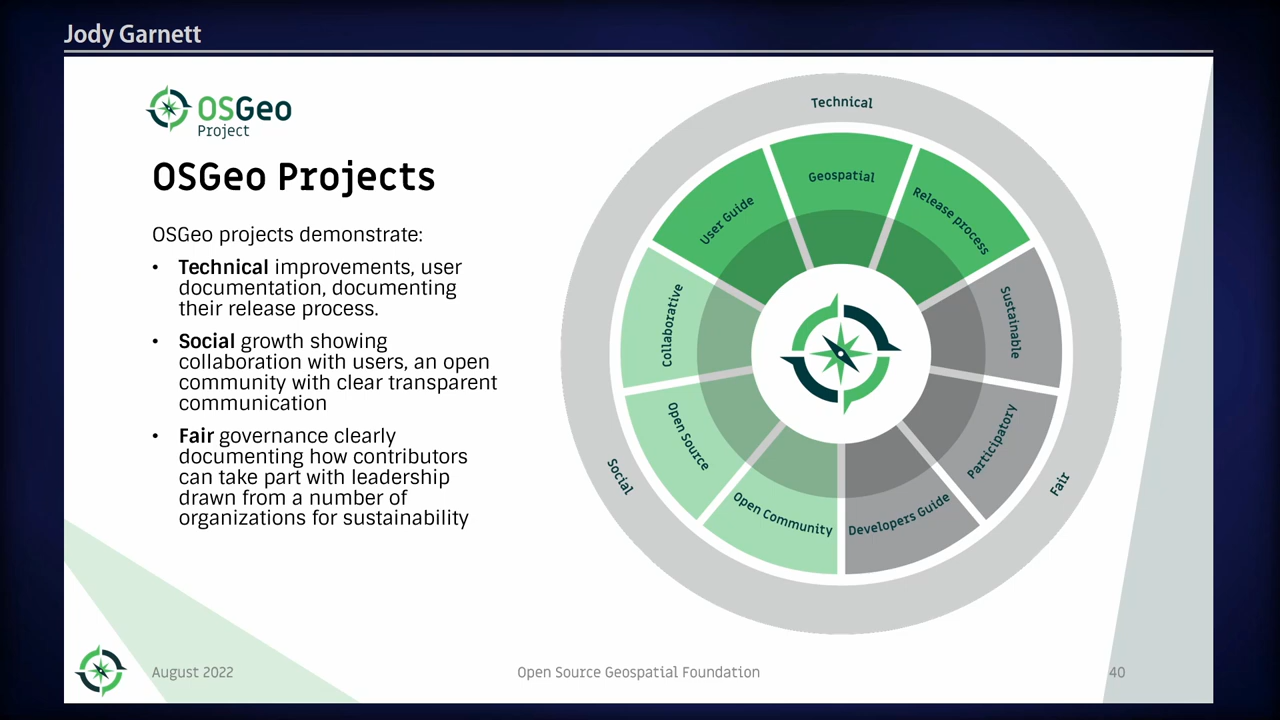 Jody Garnett
OSGeo
Project
OSGeo Projects
OSGeo projects demonstrate:
• Technical improvements, user
documentation, documenting
their release process.
• Social growth showing
collaboration with users, an open
community with clear transparent
communication
• Fair governance clearly
documenting how contributors
can take part with leadership
drawn from a number of
organizations for sustainability
Technical
Geospatial
User Guide
Release process
Collaborative
Sustainable
Open Source
Participatory
Social
Fair
Open Community
Developers Guide
August 2022
Open Source Geospatial Foundation
40